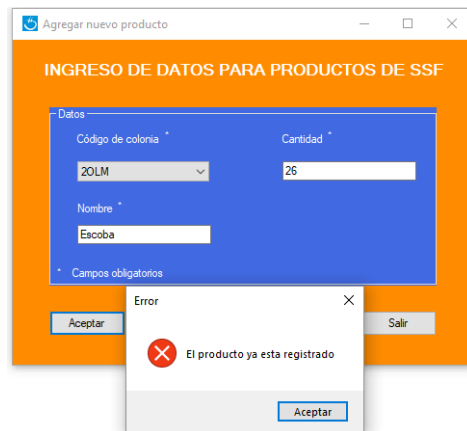 Agregar nuevo producto
INGRESO DE DATOS PARA PRODUCTOS DE SSF
Datos
Código de colonia *
Cantidad *
2OLM
26
Nombre *
Escoba
* Campos obligatorios
Aceptar
Salir
Error
El producto ya esta registrado
Aceptar